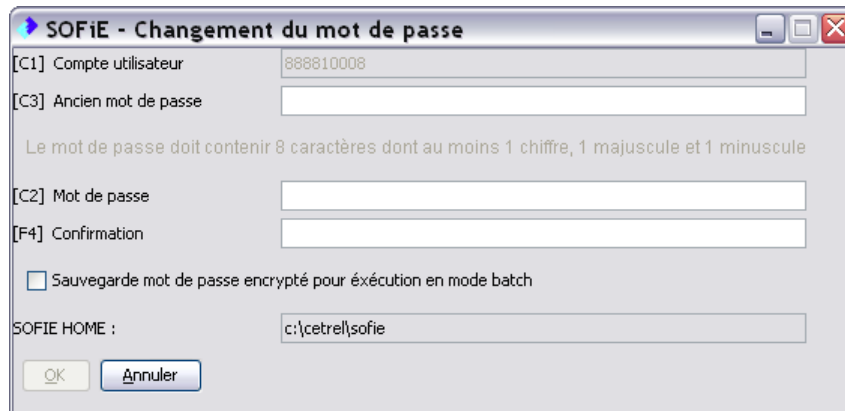 SOFiE - Changement du mot de passe
[C1] Compte utilisateur 888810008
[C3] Ancien mot de passe
Le mot de passe doit contenir 8 caractères dont au moins 1 chiffre, 1 majuscule et 1 minuscule
[C2] Mot de passe
[F4] Confirmation
Sauvegarde mot de passe encrypté pour éxécution en mode batch
SOFIE HOME : c:\cetrel\sofie
OK Annuler